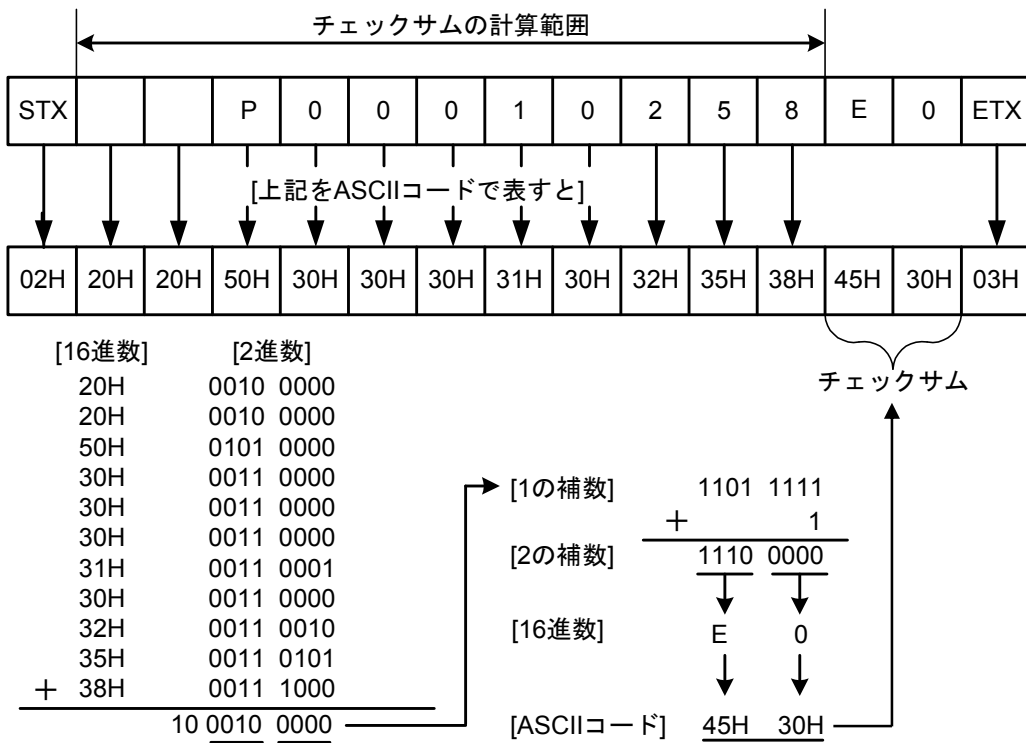 チェックサムの計算範囲
STX P 0 0 0 1 0 2 5 8 E 0 ETX
[上記をASCIIコードで表すと]
02H 20H 20H 50H 30H 30H 30H 31H 30H 32H 35H 38H 45H 30H 03H
チェックサム
[16進数] [2進数]
20H 0010 0000
20H 0010 0000
50H 0101 0000
30H 0011 0000
30H 0011 0000
30H 0011 0000
31H 0011 0001
30H 0011 0000
32H 0011 0010
35H 0011 0101
+ 38H 0011 1000
10 0010 0000
[1の補数] 1101 1111
+ 1
[2の補数] 1110 0000
[16進数] E 0
[ASCIIコード] 45H 30H